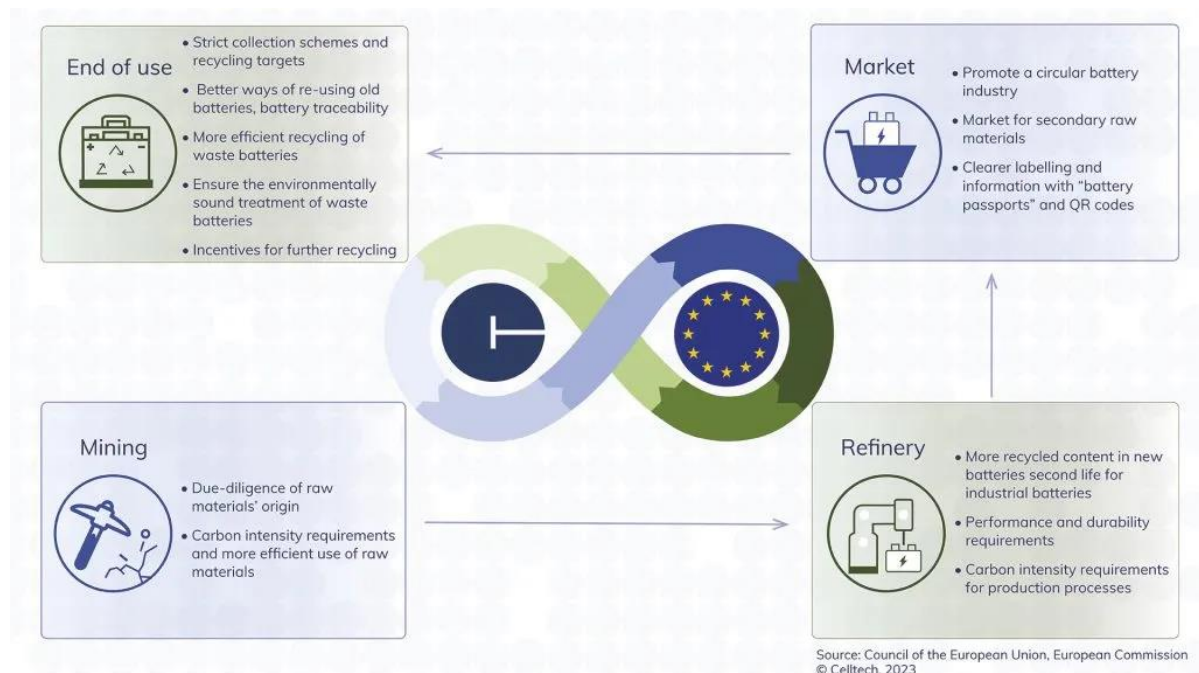 End of use
• Strict collection schemes and
recycling targets
• Better ways of re-using old
batteries, battery traceability
• More efficient recycling of
waste batteries
• Ensure the environmentally
sound treatment of waste
batteries
• Incentives for further recycling
Market
• Promote a circular battery
industry
• Market for secondary raw
materials
• Clearer labelling and
information with “battery
passports” and QR codes
Mining
• Due-diligence of raw
materials’ origin
• Carbon intensity requirements
and more efficient use of raw
materials
Refinery
• More recycled content in new
batteries second life for
industrial batteries
• Performance and durability
requirements
• Carbon intensity requirements
for production processes
Source: Council of the European Union, European Commission
© Celltech, 2023